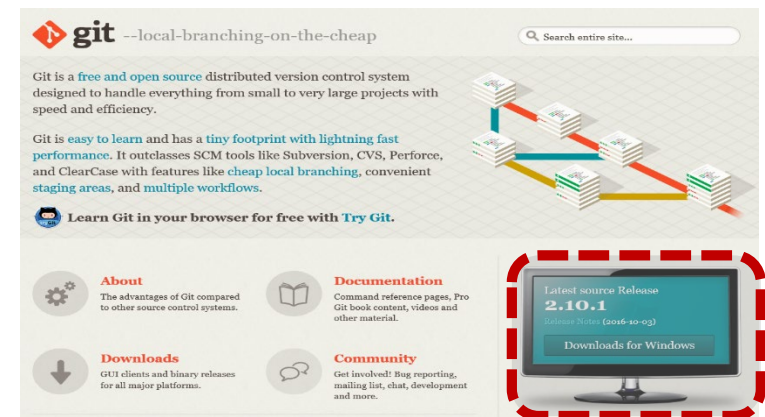 git --local-branching-on-the-cheap
Search entire site...
Git is a free and open source distributed version control system
designed to handle everything from small to very large projects with
speed and efficiency.
Git is easy to learn and has a tiny footprint with lightning fast
performance. It outclasses SCM tools like Subversion, CVS, Perforce,
and ClearCase with features like cheap local branching, convenient
staging areas, and multiple workflows.
Learn Git in your browser for free with Try Git.
About
The advantages of Git compared
to other source control systems.
Documentation
Command reference pages, Pro
Git book content, videos and
other material.
Downloads
GUI clients and binary releases
for all major platforms.
Community
Get involved! Bug reporting,
mailing list, chat, development
and more.
Latest source Release
2.10.1
Release Notes (2016-10-03)
Downloads for Windows